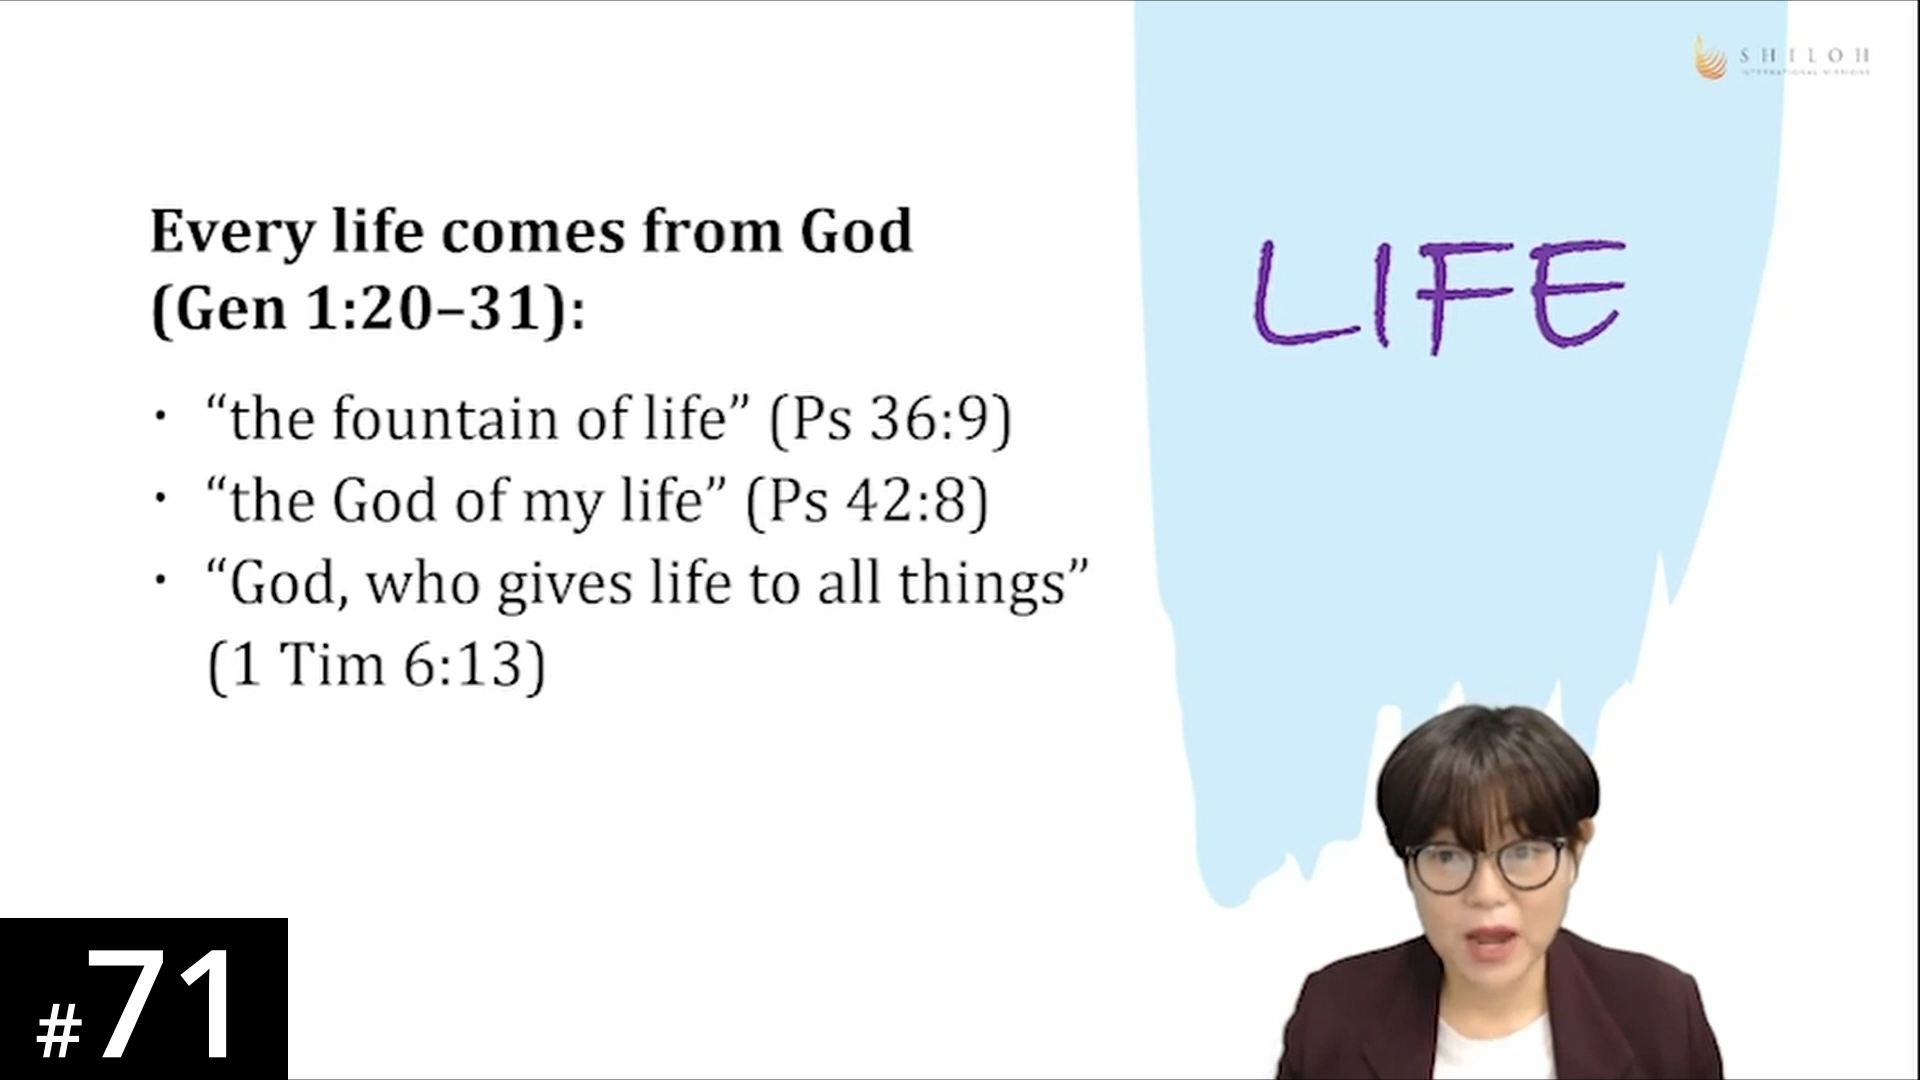 SHILOH
INTERNATIONAL MISSIONS
Every life comes from God
(Gen 1:20–31):
• “the fountain of life” (Ps 36:9)
• “the God of my life” (Ps 42:8)
• “God, who gives life to all things”
(1 Tim 6:13)
LIFE
#71